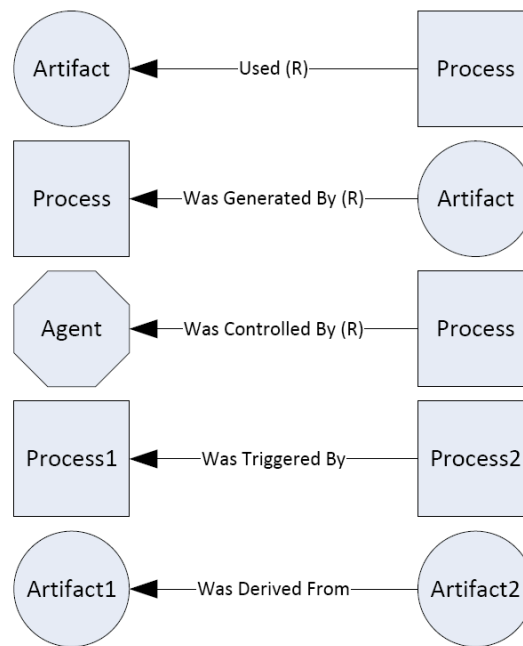 Artifact Used (R) Process
Process Was Generated By (R) Artifact
Agent Was Controlled By (R) Process
Process1 Was Triggered By Process2
Artifact1 Was Derived From Artifact2